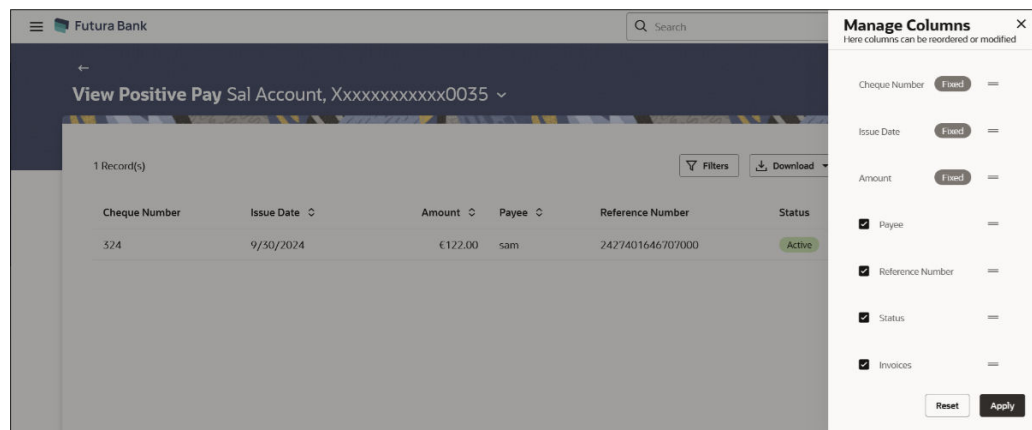 Futura Bank
Search
View Positive Pay Sal Account, Xxxxxxxxxxxx0035
1 Record(s)
Filters
Download
Cheque Number Issue Date Amount Payee Reference Number Status
324 9/30/2024 €122.00 sam 2427401646707000 Active
Manage Columns
Here columns can be reordered or modified
Cheque Number Fixed
Issue Date Fixed
Amount Fixed
Payee
Reference Number
Status
Invoices
Reset Apply